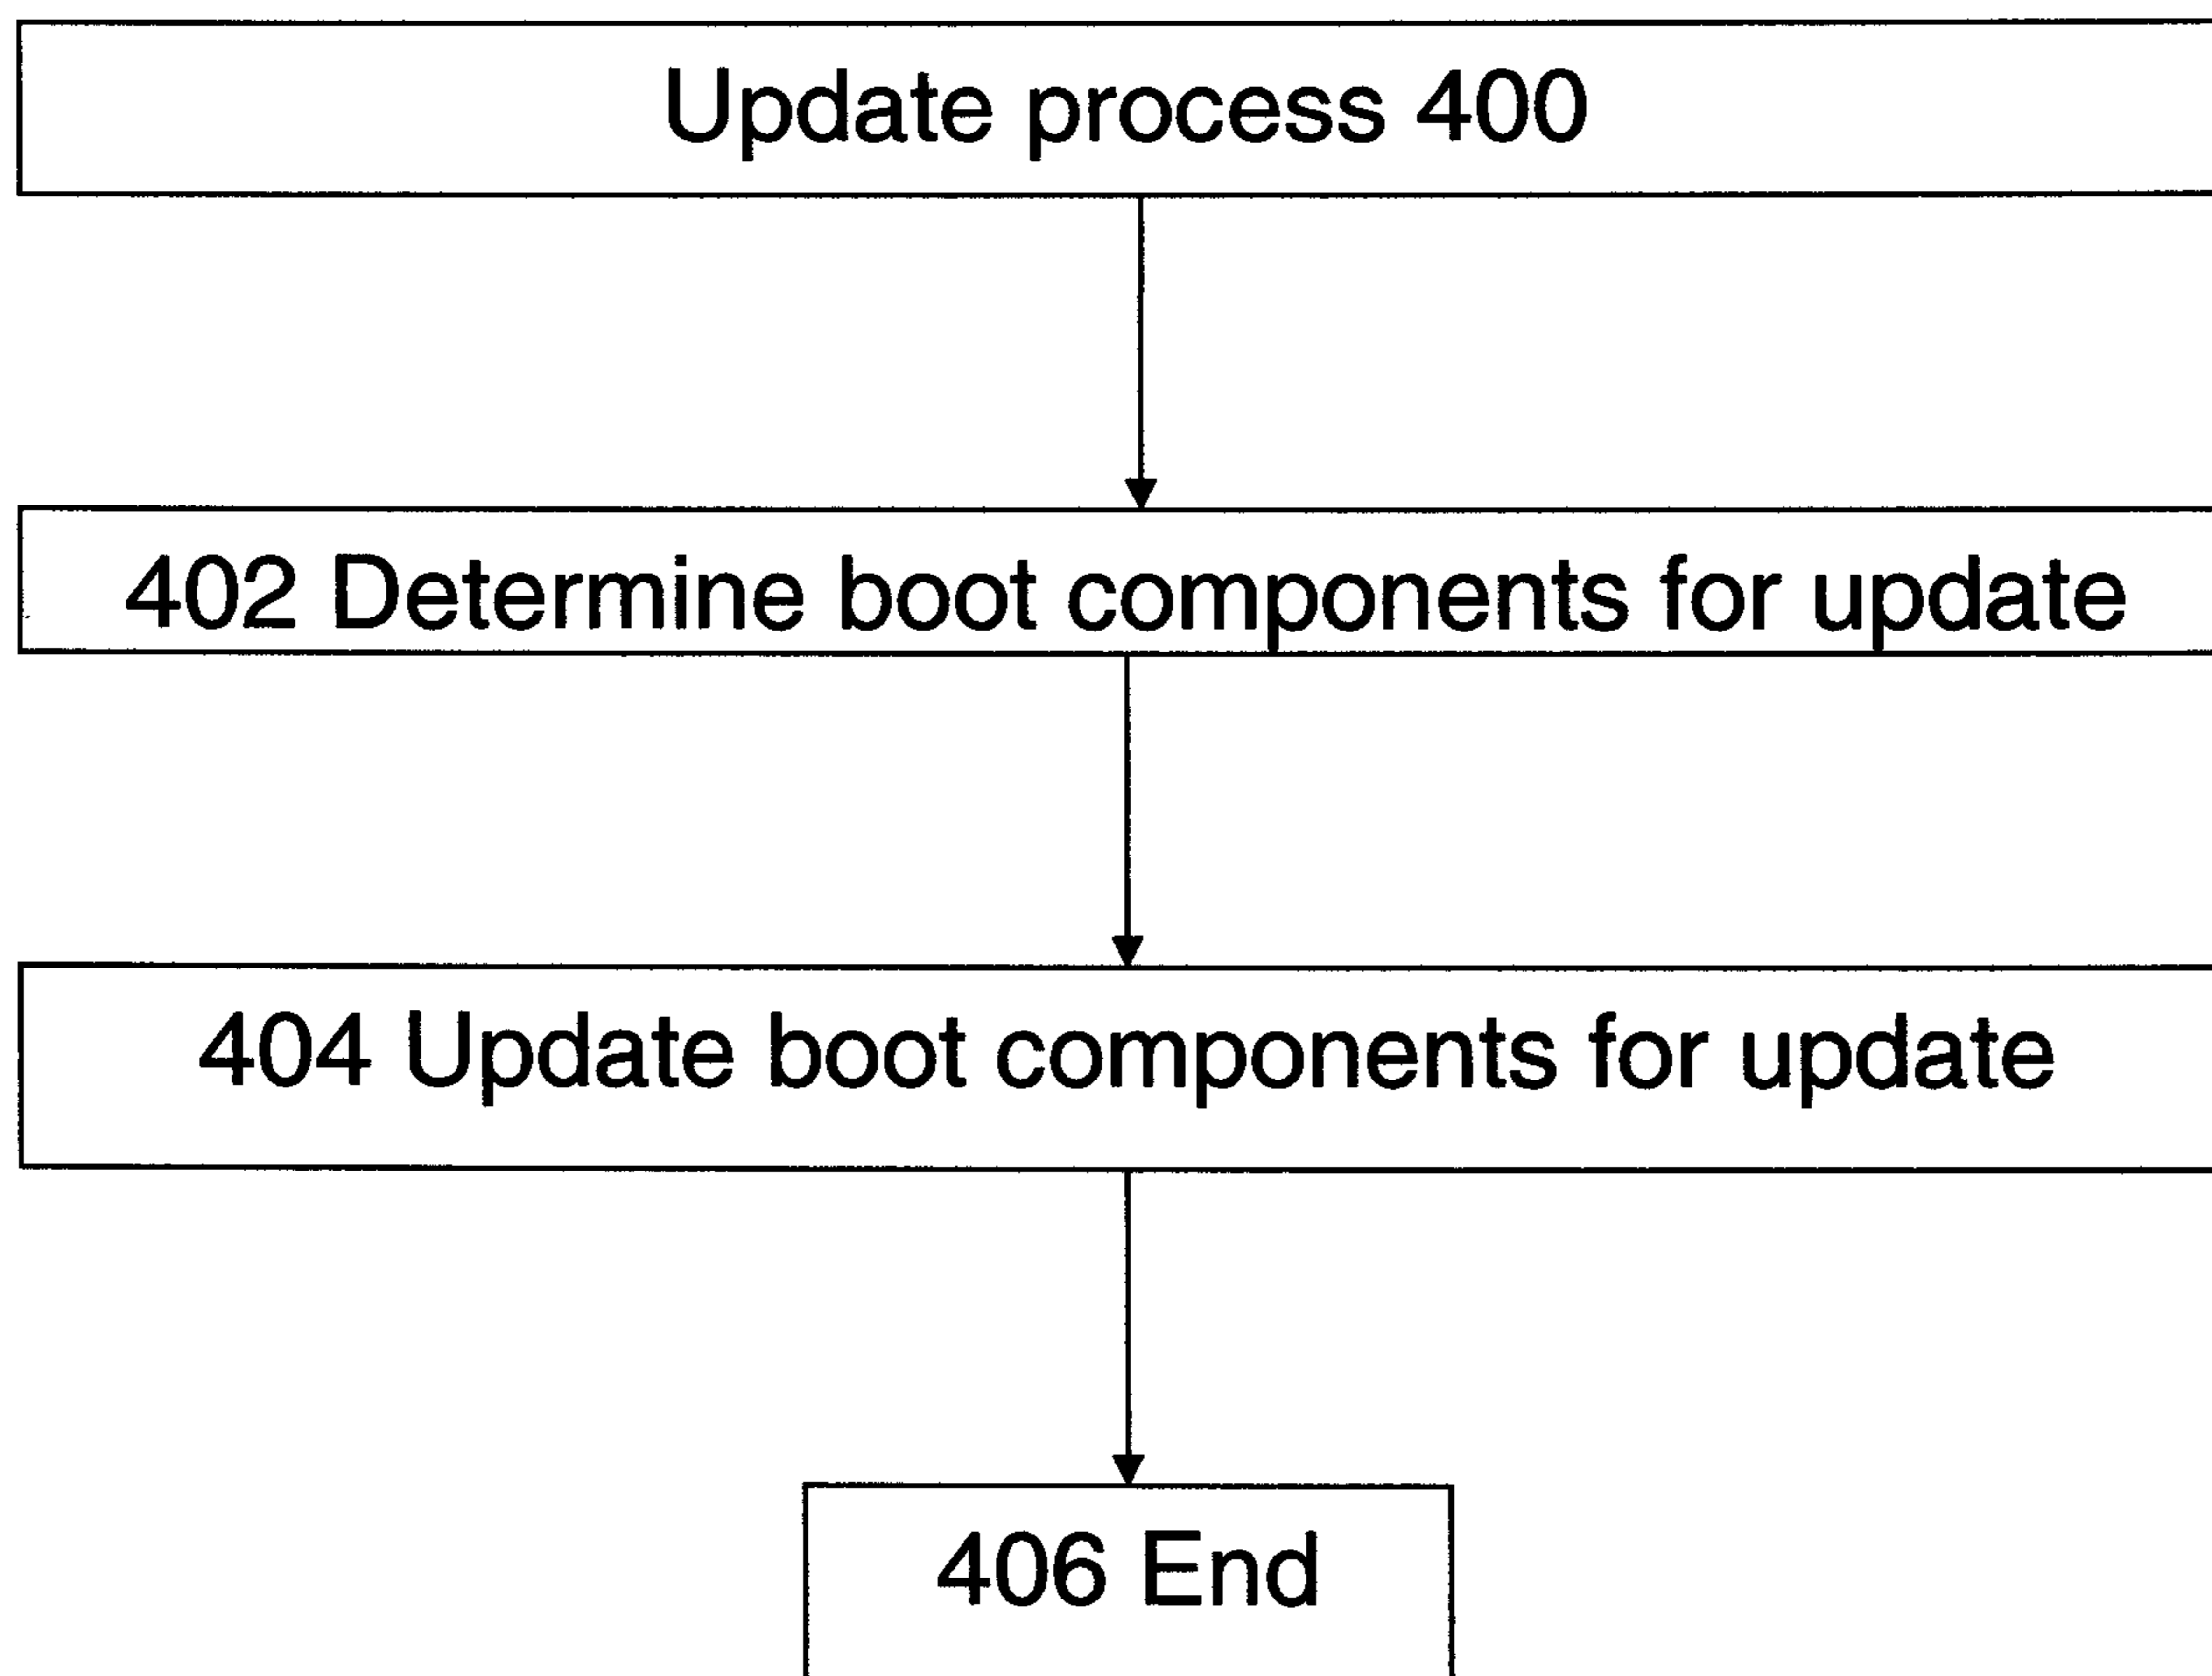 Update process 400
402 Determine boot components for update
404 Update boot components for update
406 End